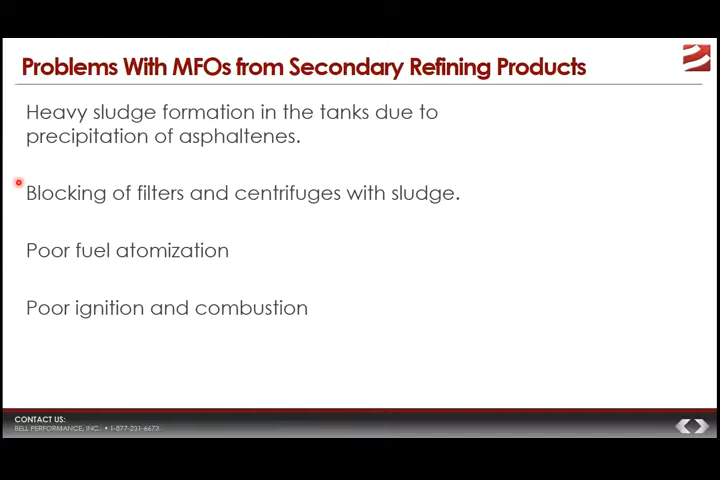 Problems With MFOs from Secondary Refining Products
Heavy sludge formation in the tanks due to
precipitation of asphaltenes.
Blocking of filters and centrifuges with sludge.
Poor fuel atomization
Poor ignition and combustion
CONTACT US:
BELL PERFORMANCE, INC. • 1-877-231-6673